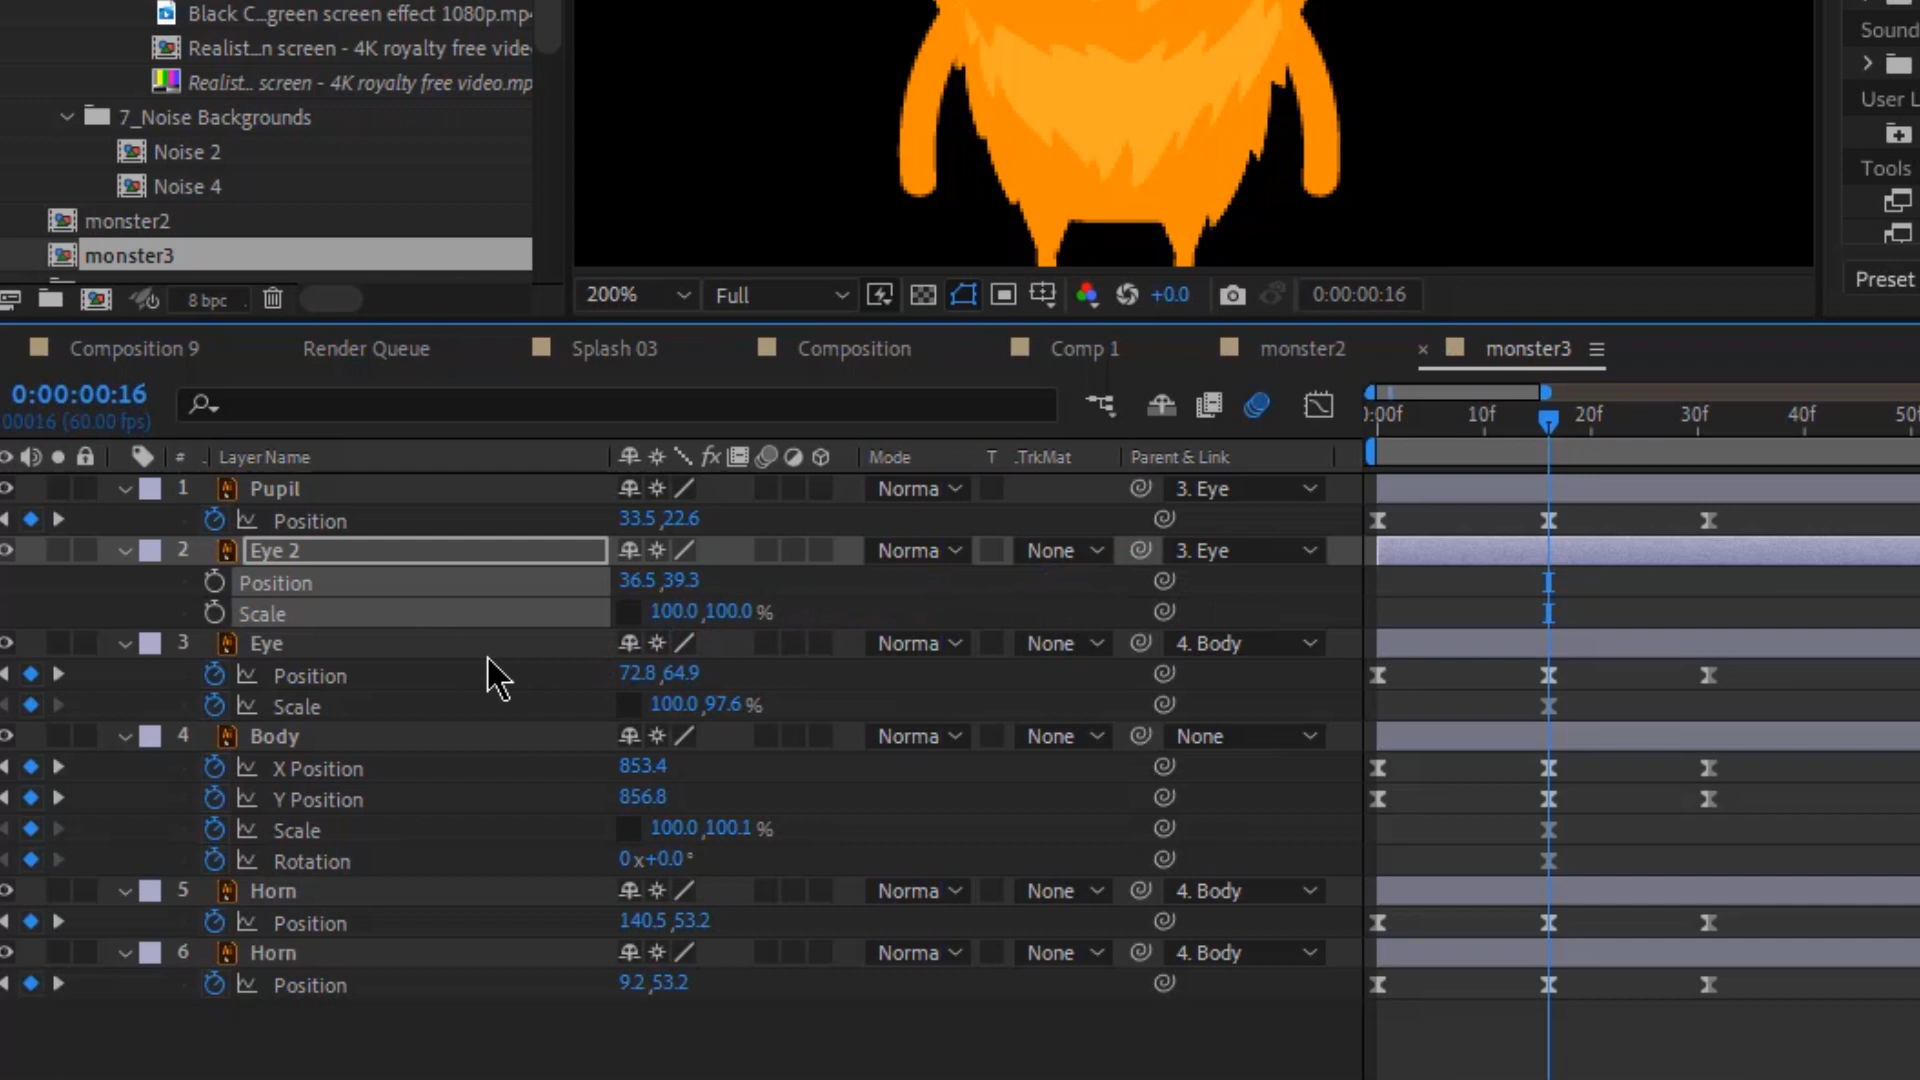 Black C...green screen effect 1080p.mp
Realist...n screen - 4K royalty free vide
Realist... screen - 4K royalty free video.mp
7_Noise Backgrounds
Noise 2
Noise 4
monster2
monster3
8 bpc
Sound
User L
Tools
Preset
200% Full +0.0 0:00:00:16
Composition 9 Render Queue Splash 03 Composition Comp 1 monster2 × monster3
0:00:00:16
00016 (60.00 fps)
:00f 10f 20f 30f 40f 50f
# Layer Name fx Mode T .TrkMat Parent & Link
1 Pupil Norma 3. Eye
Position 33.5,22.6
2 Eye 2 Norma None 3. Eye
Position 36.5,39.3
Scale 100.0,100.0 %
3 Eye Norma None 4. Body
Position 72.8,64.9
Scale 100.0,97.6 %
4 Body Norma None None
X Position 853.4
Y Position 856.8
Scale 100.0,100.1 %
Rotation 0x+0.0°
5 Horn Norma None 4. Body
Position 140.5,53.2
6 Horn Norma None 4. Body
Position 9.2,53.2